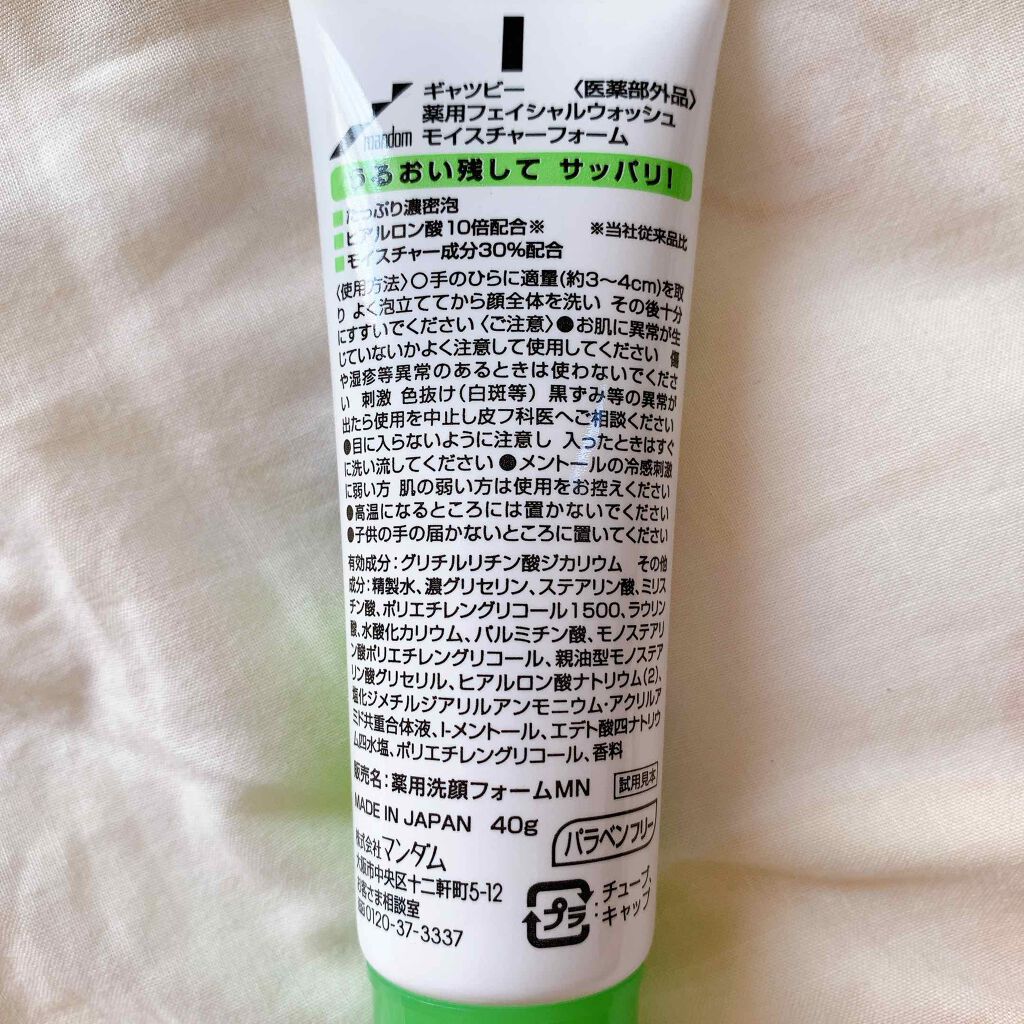 ギャツビー 〈医薬部外品〉
薬用フェイシャルウォッシュ
mandom モイスチャーフォーム
うるおい残して サッパリ!
■たっぷり濃密泡
■ヒアルロン酸10倍配合※ ※当社従来品比
■モイスチャー成分30%配合
〈使用方法〉○手のひらに適量(約3〜4cm)を取
り よく泡立ててから顔全体を洗い その後十分
にすすいでください〈ご注意〉●お肌に異常が生
じていないかよく注意して使用してください 傷
や湿疹等異常のあるときは使わないでくださ
い 刺激 色抜け(白斑等) 黒ずみ等の異常が
出たら使用を中止し皮フ科医へご相談ください
●目に入らないように注意し 入ったときはすぐ
に洗い流してください●メントールの冷感刺激
に弱い方 肌の弱い方は使用をお控えください
●高温になるところには置かないでください
●子供の手の届かないところに置いてください
有効成分:グリチルリチン酸ジカリウム その他
成分:精製水、濃グリセリン、ステアリン酸、ミリス
チン酸、ポリエチレングリコール1500、ラウリン
酸、水酸化カリウム、パルミチン酸、モノステアリ
ン酸ポリエチレングリコール、親油型モノステア
リン酸グリセリル、ヒアルロン酸ナトリウム(2)、
塩化ジメチルジアリルアンモニウム・アクリルア
ミド共重合体液、l-メントール、エデト酸四ナトリウ
ム四水塩、ポリエチレングリコール、香料
販売名:薬用洗顔フォームMN 試用見本
MADE IN JAPAN 40g
パラベンフリー
株式会社マンダム
大阪市中央区十二軒町5-12
お客さま相談室
0120-37-3337
プラ :チューブ、
キャップ